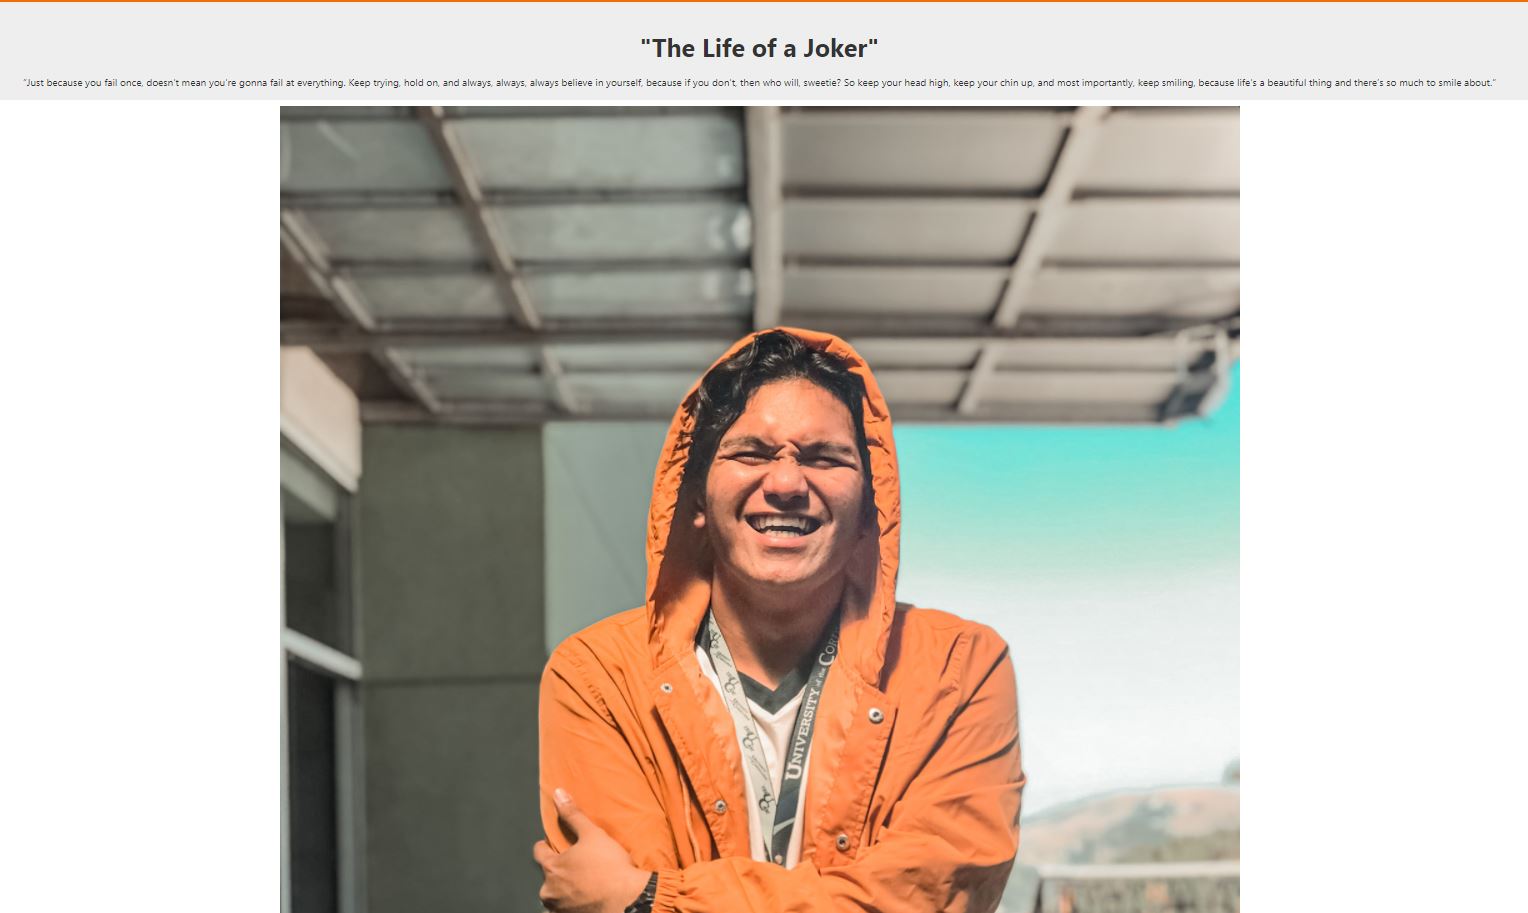 "The Life of a Joker"
“Just because you fail once, doesn't mean you're gonna fail at everything. Keep trying, hold on, and always, always, always believe in yourself, because if you don't, then who will, sweetie? So keep your head high, keep your chin up, and most importantly, keep smiling, because life's a beautiful thing and there's so much to smile about.”
UNIVERSITY of the COR